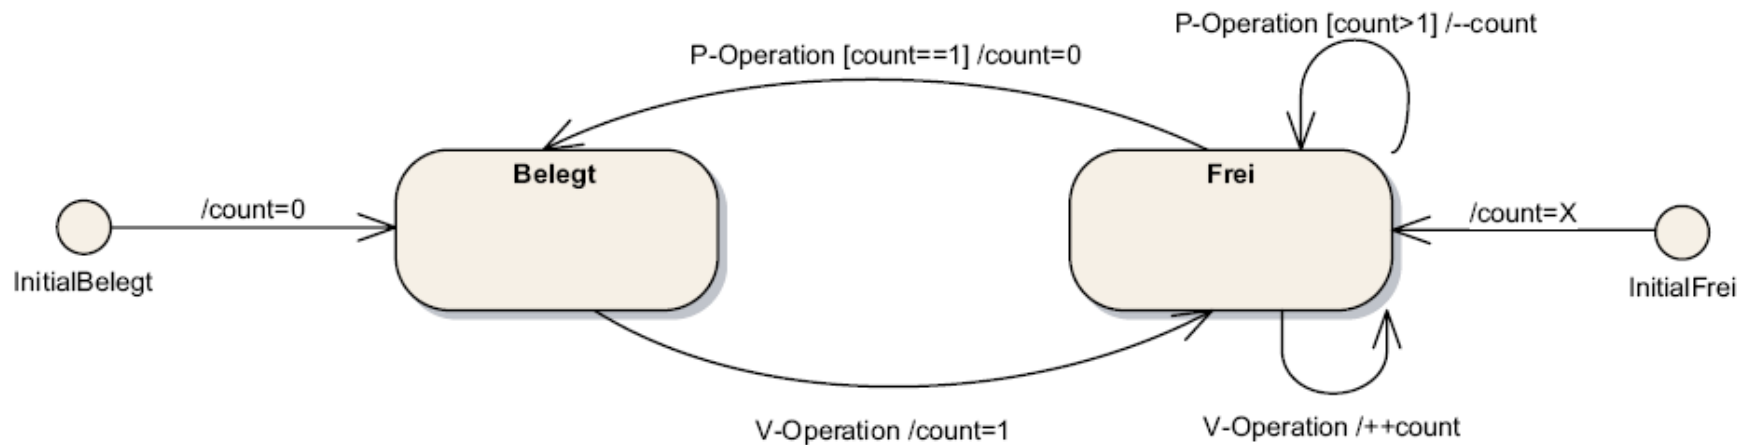 P-Operation [count>1] /--count
P-Operation [count==1] /count=0
Belegt
Frei
/count=0
/count=X
InitialBelegt
InitialFrei
V-Operation /count=1
V-Operation /++count